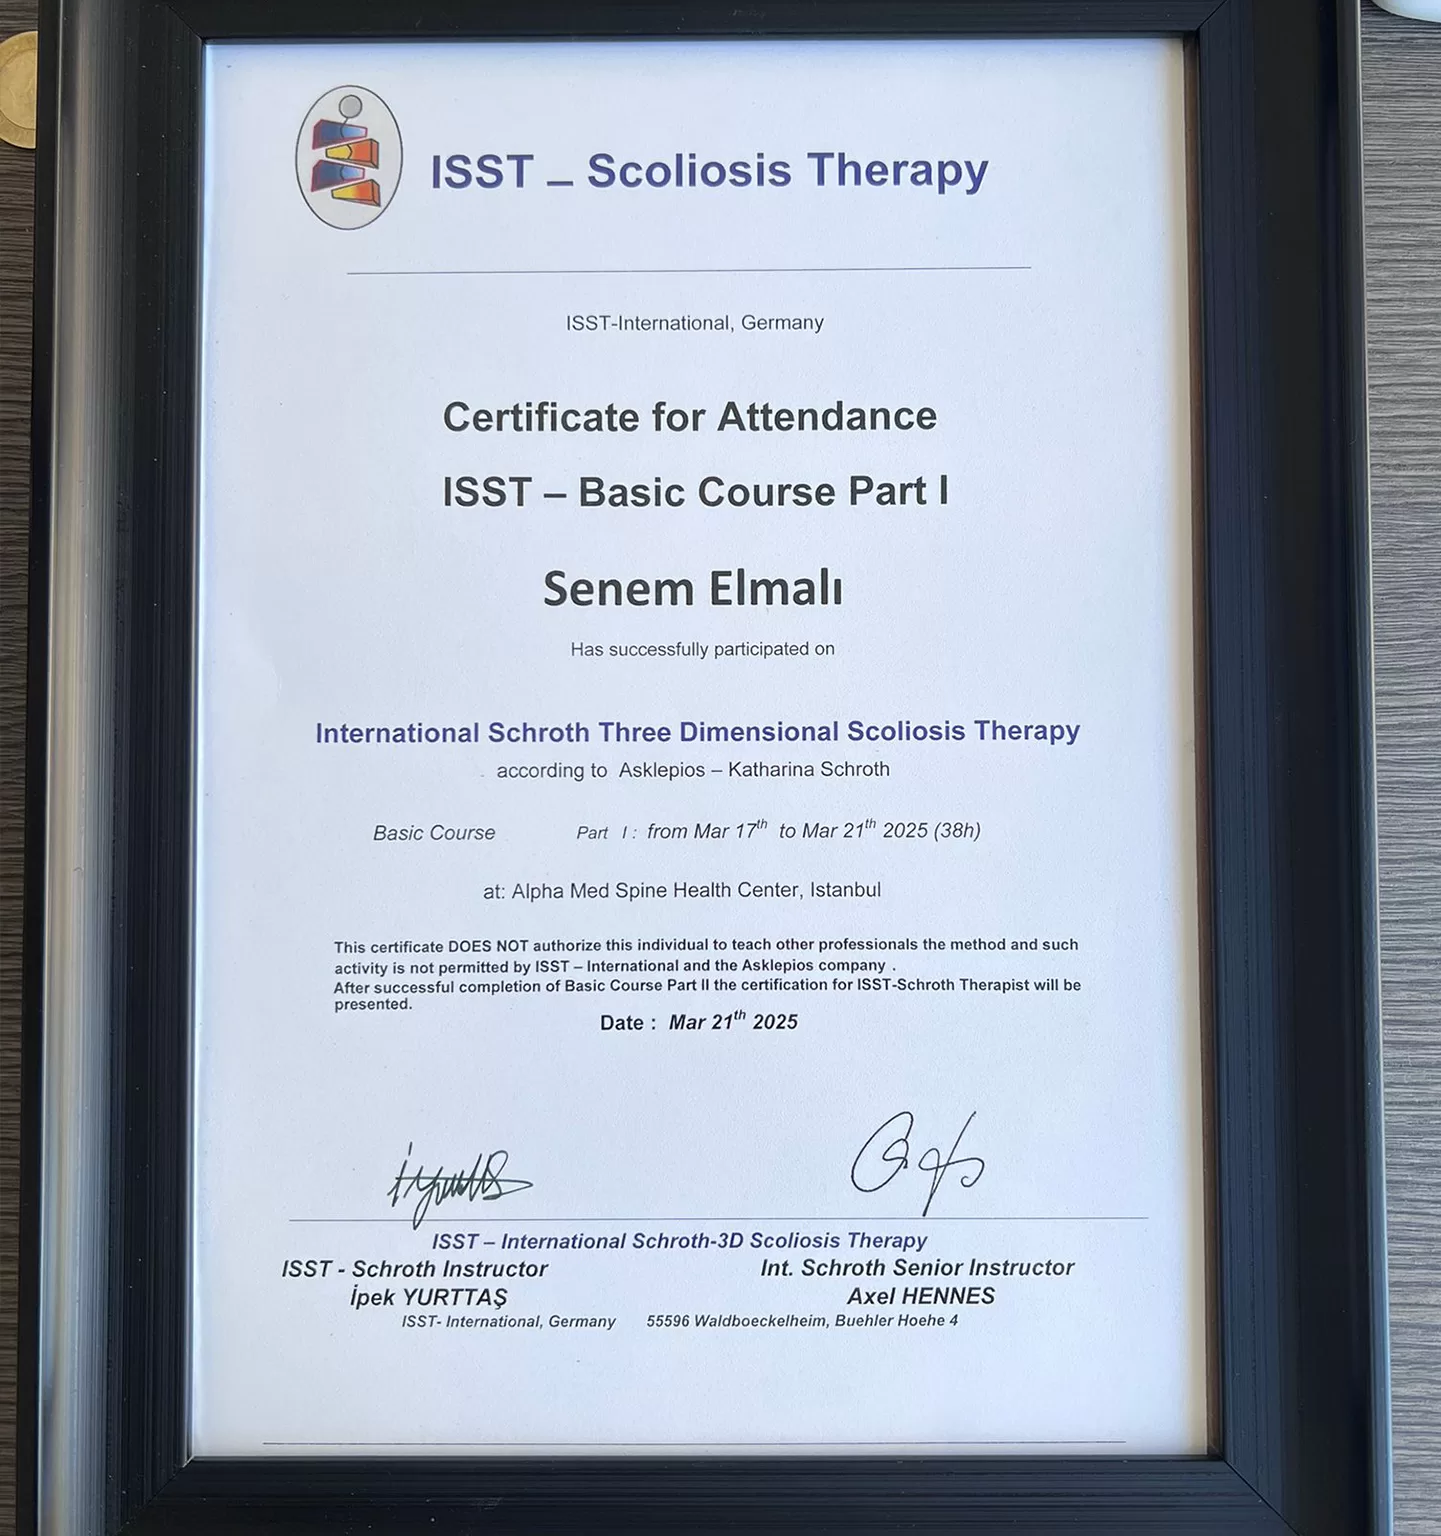 ISST _ Scoliosis Therapy
ISST-International, Germany
Certificate for Attendance
ISST – Basic Course Part I
Senem Elmalı
Has successfully participated on
International Schroth Three Dimensional Scoliosis Therapy
according to Asklepios – Katharina Schroth
Basic Course Part I : from Mar 17th to Mar 21th 2025 (38h)
at: Alpha Med Spine Health Center, Istanbul
This certificate DOES NOT authorize this individual to teach other professionals the method and such
activity is not permitted by ISST – International and the Asklepios company .
After successful completion of Basic Course Part II the certification for ISST-Schroth Therapist will be
presented.
Date : Mar 21th 2025
ISST – International Schroth-3D Scoliosis Therapy
ISST - Schroth Instructor Int. Schroth Senior Instructor
İpek YURTTAŞ Axel HENNES
ISST- International, Germany 55596 Waldboeckelheim, Buehler Hoehe 4